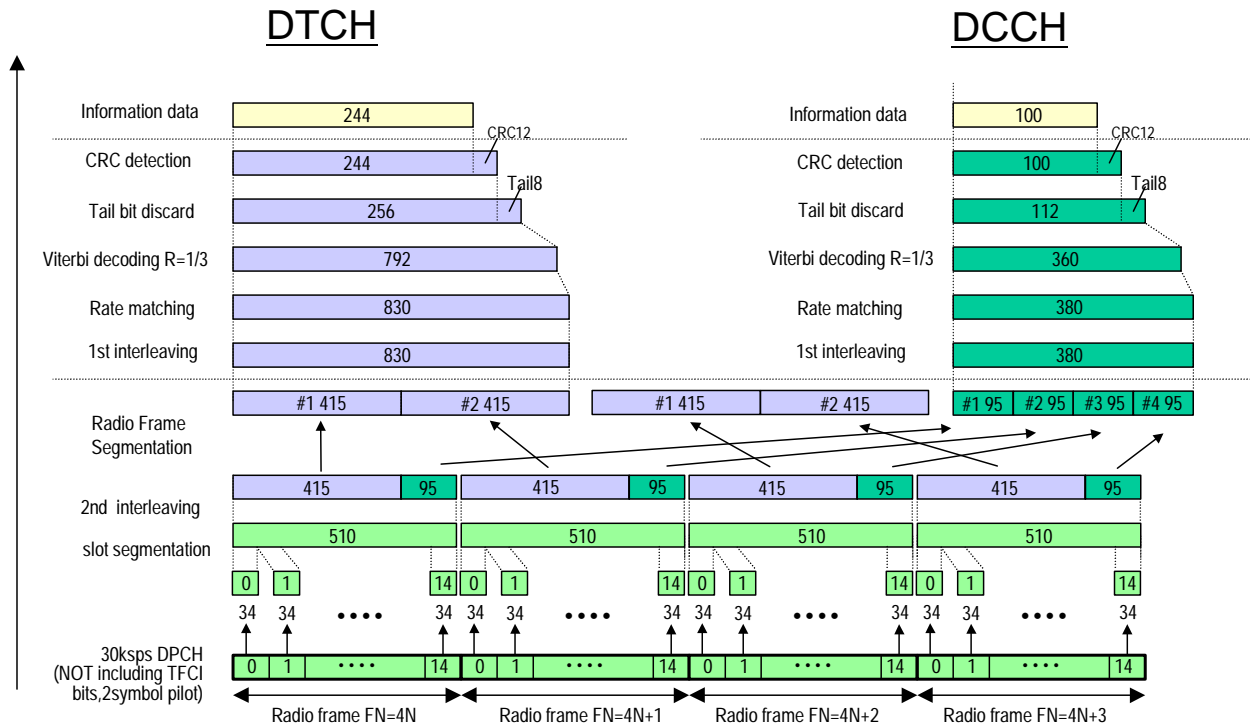 DTCH DCCH
Information data 244 Information data 100
CRC12 CRC12
CRC detection 244 CRC detection 100
Tail8 Tail8
Tail bit discard 256 Tail bit discard 112
Viterbi decoding R=1/3 792 Viterbi decoding R=1/3 360
Rate matching 830 Rate matching 380
1st interleaving 830 1st interleaving 380
#1 415 #2 415 #1 415 #2 415 #1 95 #2 95 #3 95 #4 95
Radio Frame
Segmentation
415 95 415 95 415 95 415 95
2nd interleaving
510 510 510 510
slot segmentation
0 1 14 0 1 14 0 1 14 0 1 14
34 34 •••• 34 34 34 •••• 34 34 34 •••• 34 34 34 •••• 34
30ksps DPCH
(NOT including TFCI
bits,2symbol pilot)
0 1 •••• 14 0 1 •••• 14 0 1 •••• 14 0 1 •••• 14
Radio frame FN=4N Radio frame FN=4N+1 Radio frame FN=4N+2 Radio frame FN=4N+3